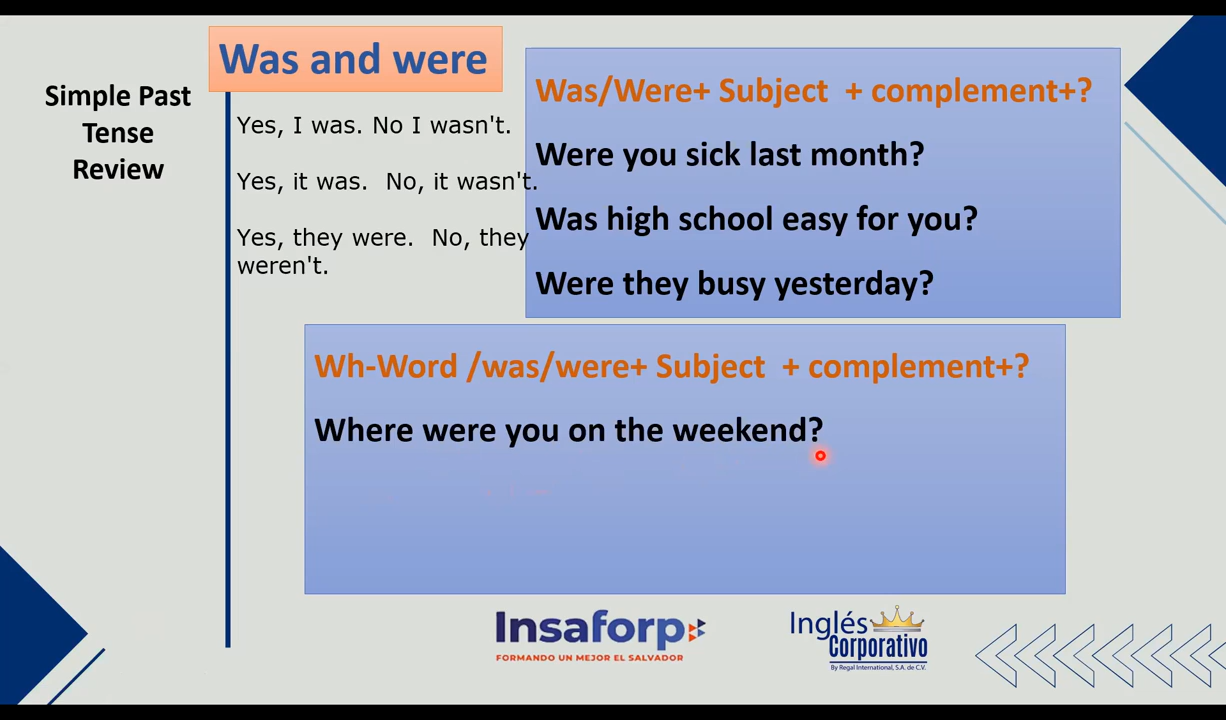 Was and were
Simple Past
Tense
Review
Yes, I was. No I wasn't.
Yes, it was.  No, it wasn't.
Yes, they were.  No, they
weren't.
Was/Were+ Subject  + complement+?
Were you sick last month?
Was high school easy for you?
Were they busy yesterday?
Wh-Word /was/were+ Subject  + complement+?
Where were you on the weekend?
Insaforp
FORMANDO UN MEJOR EL SALVADOR
Inglés
Corporativo
By Regal International, S.A. de C.V.